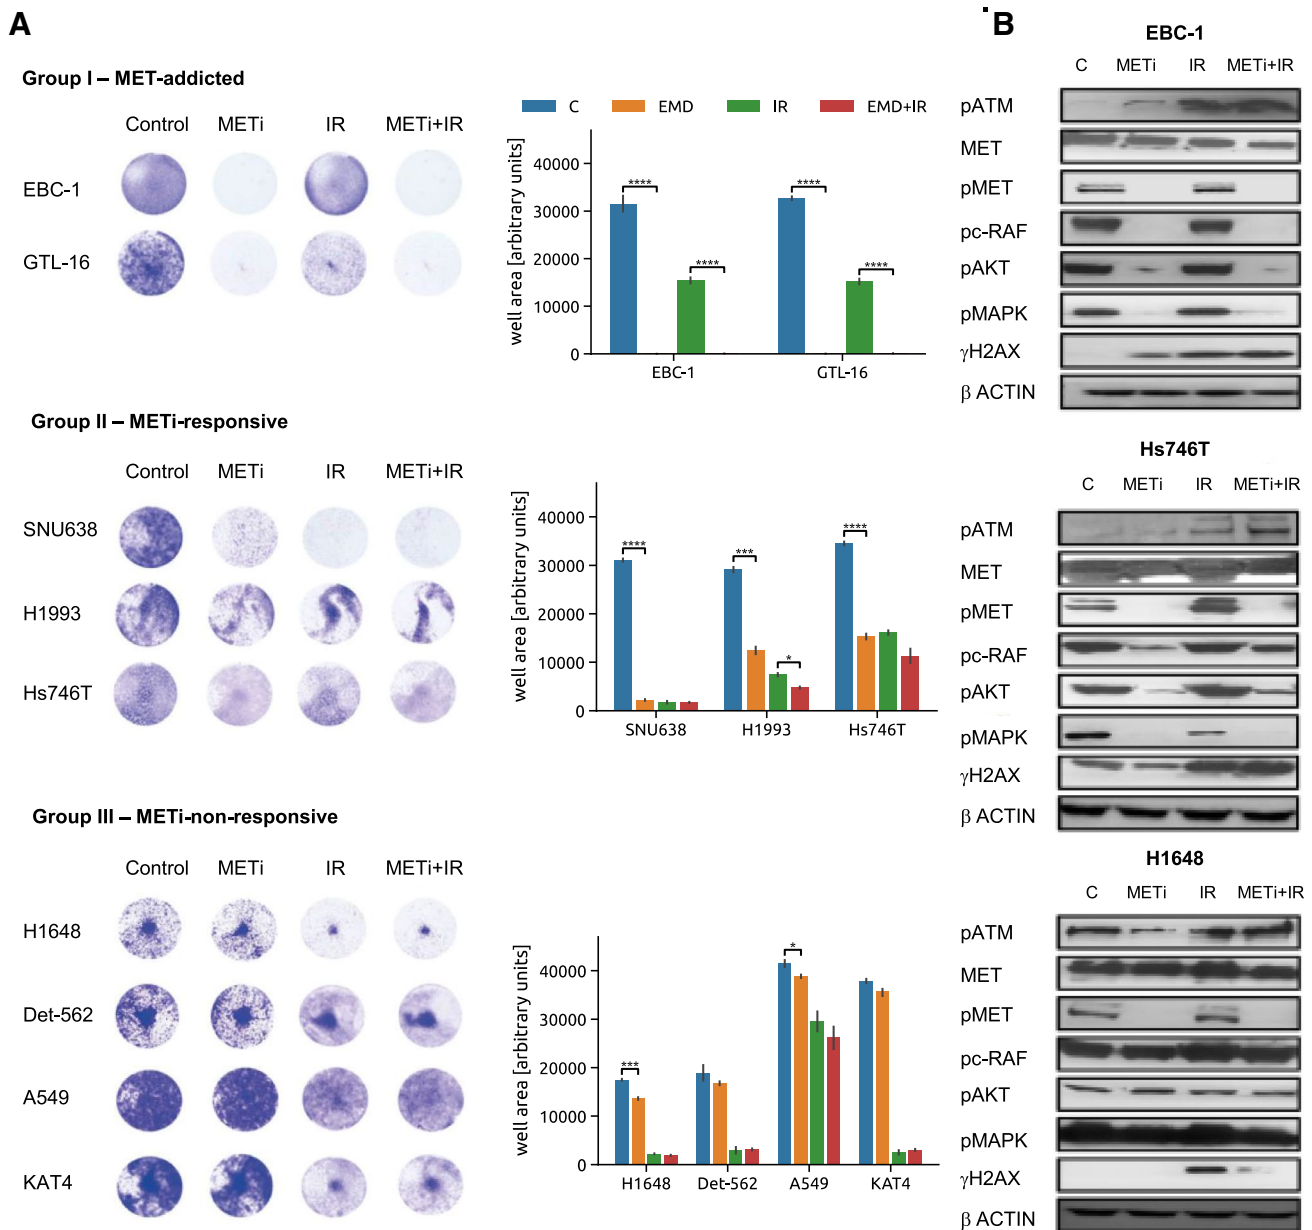 A
Group I – MET-addicted
Control METi IR METi+IR
EBC-1
GTL-16
C EMD IR EMD+IR
well area [arbitrary units]
40000
30000
20000
10000
0
**** **** **** ****
EBC-1 GTL-16
Group II – METi-responsive
Control METi IR METi+IR
SNU638
H1993
Hs746T
well area [arbitrary units]
40000
30000
20000
10000
0
**** *** * ****
SNU638 H1993 Hs746T
Group III – METi-non-responsive
Control METi IR METi+IR
H1648
Det-562
A549
KAT4
well area [arbitrary units]
40000
30000
20000
10000
0
*** *
H1648 Det-562 A549 KAT4
B
EBC-1
C METi IR METi+IR
pATM
MET
pMET
pc-RAF
pAKT
pMAPK
γH2AX
β ACTIN
Hs746T
C METi IR METi+IR
pATM
MET
pMET
pc-RAF
pAKT
pMAPK
γH2AX
β ACTIN
H1648
C METi IR METi+IR
pATM
MET
pMET
pc-RAF
pAKT
pMAPK
γH2AX
β ACTIN